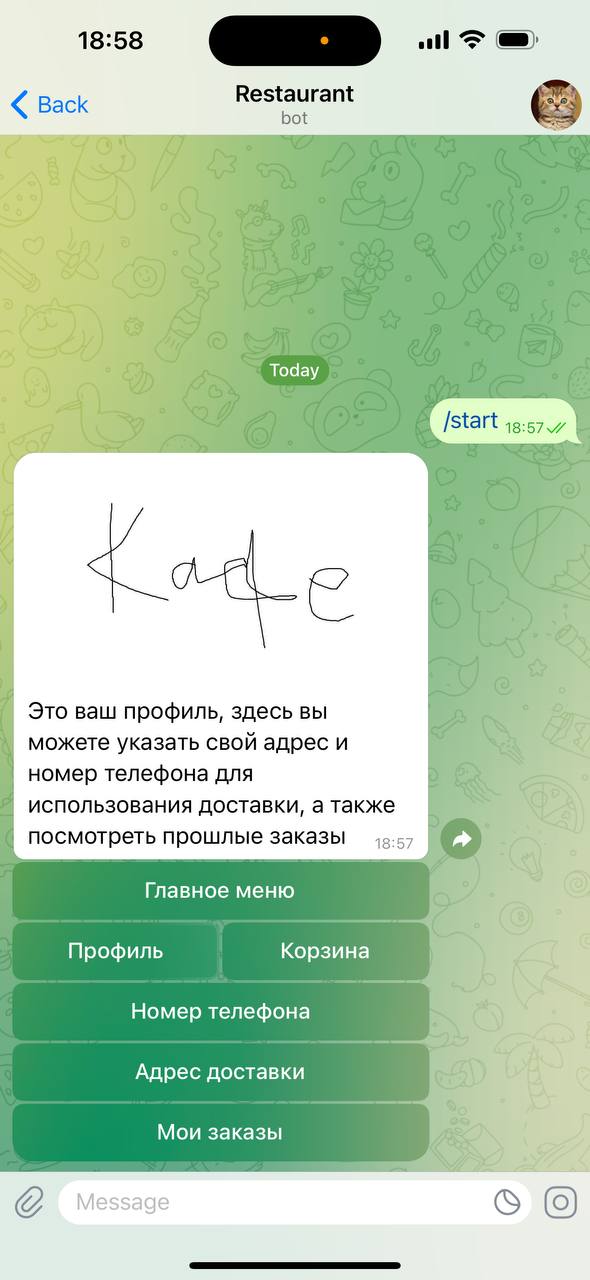 18:58
Back
Restaurant
bot
Today
/start 18:57
Кафе
Это ваш профиль, здесь вы
можете указать свой адрес и
номер телефона для
использования доставки, а также
посмотреть прошлые заказы 18:57
Главное меню
Профиль Корзина
Номер телефона
Адрес доставки
Мои заказы
Message